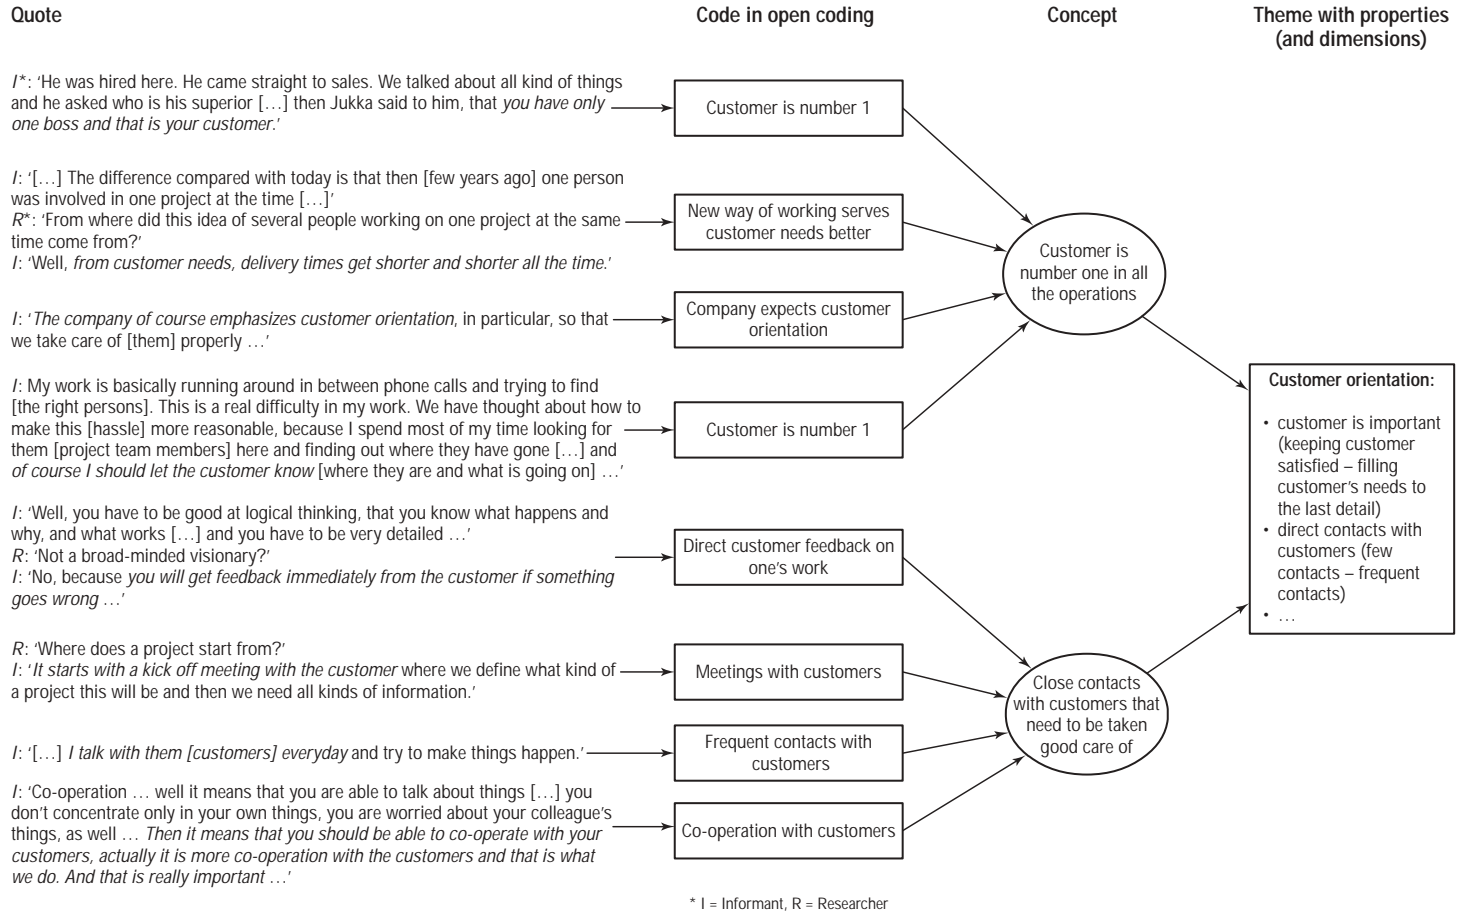 Quote
Code in open coding
Concept
Theme with properties
(and dimensions)
I*: ‘He was hired here. He came straight to sales. We talked about all kind of things
and he asked who is his superior […] then Jukka said to him, that you have only
one boss and that is your customer.’
Customer is number 1
I: ‘[…] The difference compared with today is that then [few years ago] one person
was involved in one project at the time […]’
R*: ‘From where did this idea of several people working on one project at the same
time come from?’
I: ‘Well, from customer needs, delivery times get shorter and shorter all the time.’
New way of working serves
customer needs better
I: ‘The company of course emphasizes customer orientation, in particular, so that
we take care of [them] properly …’
Company expects customer
orientation
I: My work is basically running around in between phone calls and trying to find
[the right persons]. This is a real difficulty in my work. We have thought about how to
make this [hassle] more reasonable, because I spend most of my time looking for
them [project team members] here and finding out where they have gone […] and
of course I should let the customer know [where they are and what is going on] …’
Customer is number 1
Customer is
number one in all
the operations
I: ‘Well, you have to be good at logical thinking, that you know what happens and
why, and what works […] and you have to be very detailed …’
R: ‘Not a broad-minded visionary?’
I: ‘No, because you will get feedback immediately from the customer if something
goes wrong …’
Direct customer feedback on
one’s work
R: ‘Where does a project start from?’
I: ‘It starts with a kick off meeting with the customer where we define what kind of
a project this will be and then we need all kinds of information.’
Meetings with customers
I: ‘[…] I talk with them [customers] everyday and try to make things happen.’
Frequent contacts with
customers
I: ‘Co-operation … well it means that you are able to talk about things […] you
don’t concentrate only in your own things, you are worried about your colleague’s
things, as well … Then it means that you should be able to co-operate with your
customers, actually it is more co-operation with the customers and that is what
we do. And that is really important …’
Co-operation with customers
Close contacts
with customers that
need to be taken
good care of
Customer orientation:
• customer is important
(keeping customer
satisfied – filling
customer’s needs to
the last detail)
• direct contacts with
customers (few
contacts – frequent
contacts)
• …
* I = Informant, R = Researcher